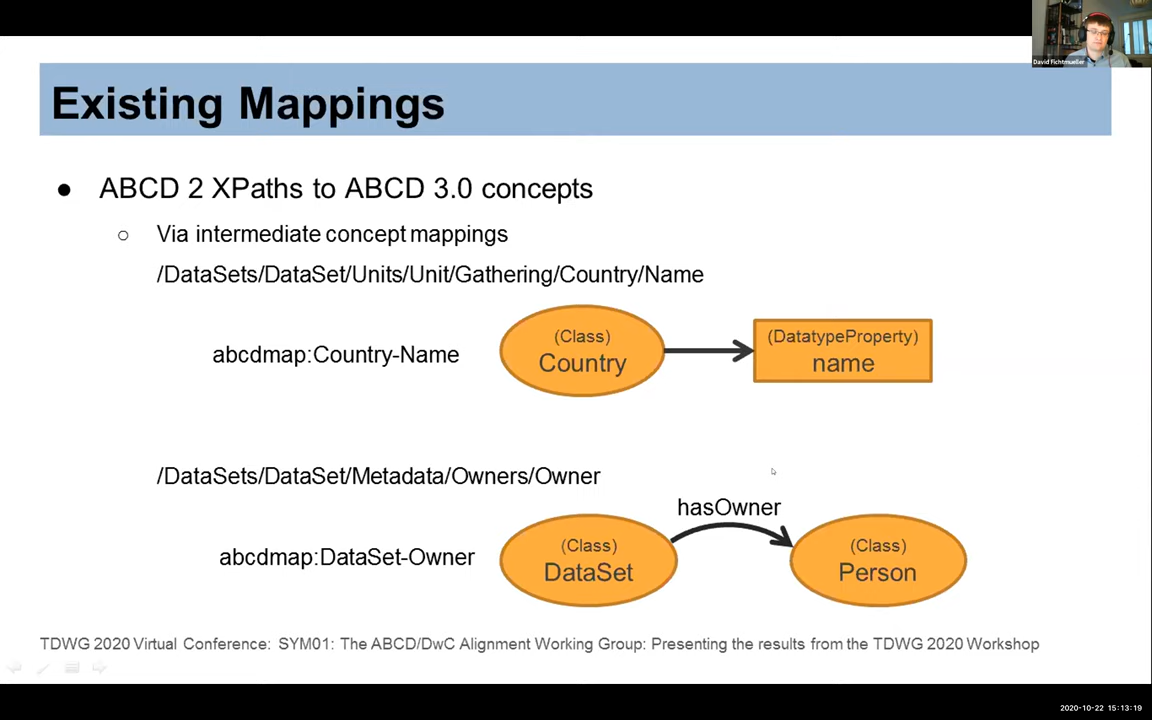 David Fichtmueller
Existing Mappings
● ABCD 2 XPaths to ABCD 3.0 concepts
○ Via intermediate concept mappings
/DataSets/DataSet/Units/Unit/Gathering/Country/Name
abcdmap:Country-Name
(Class)
Country
(DatatypeProperty)
name
/DataSets/DataSet/Metadata/Owners/Owner
hasOwner
abcdmap:DataSet-Owner
(Class)
DataSet
(Class)
Person
TDWG 2020 Virtual Conference: SYM01: The ABCD/DwC Alignment Working Group: Presenting the results from the TDWG 2020 Workshop
2020-10-22 15:13:19